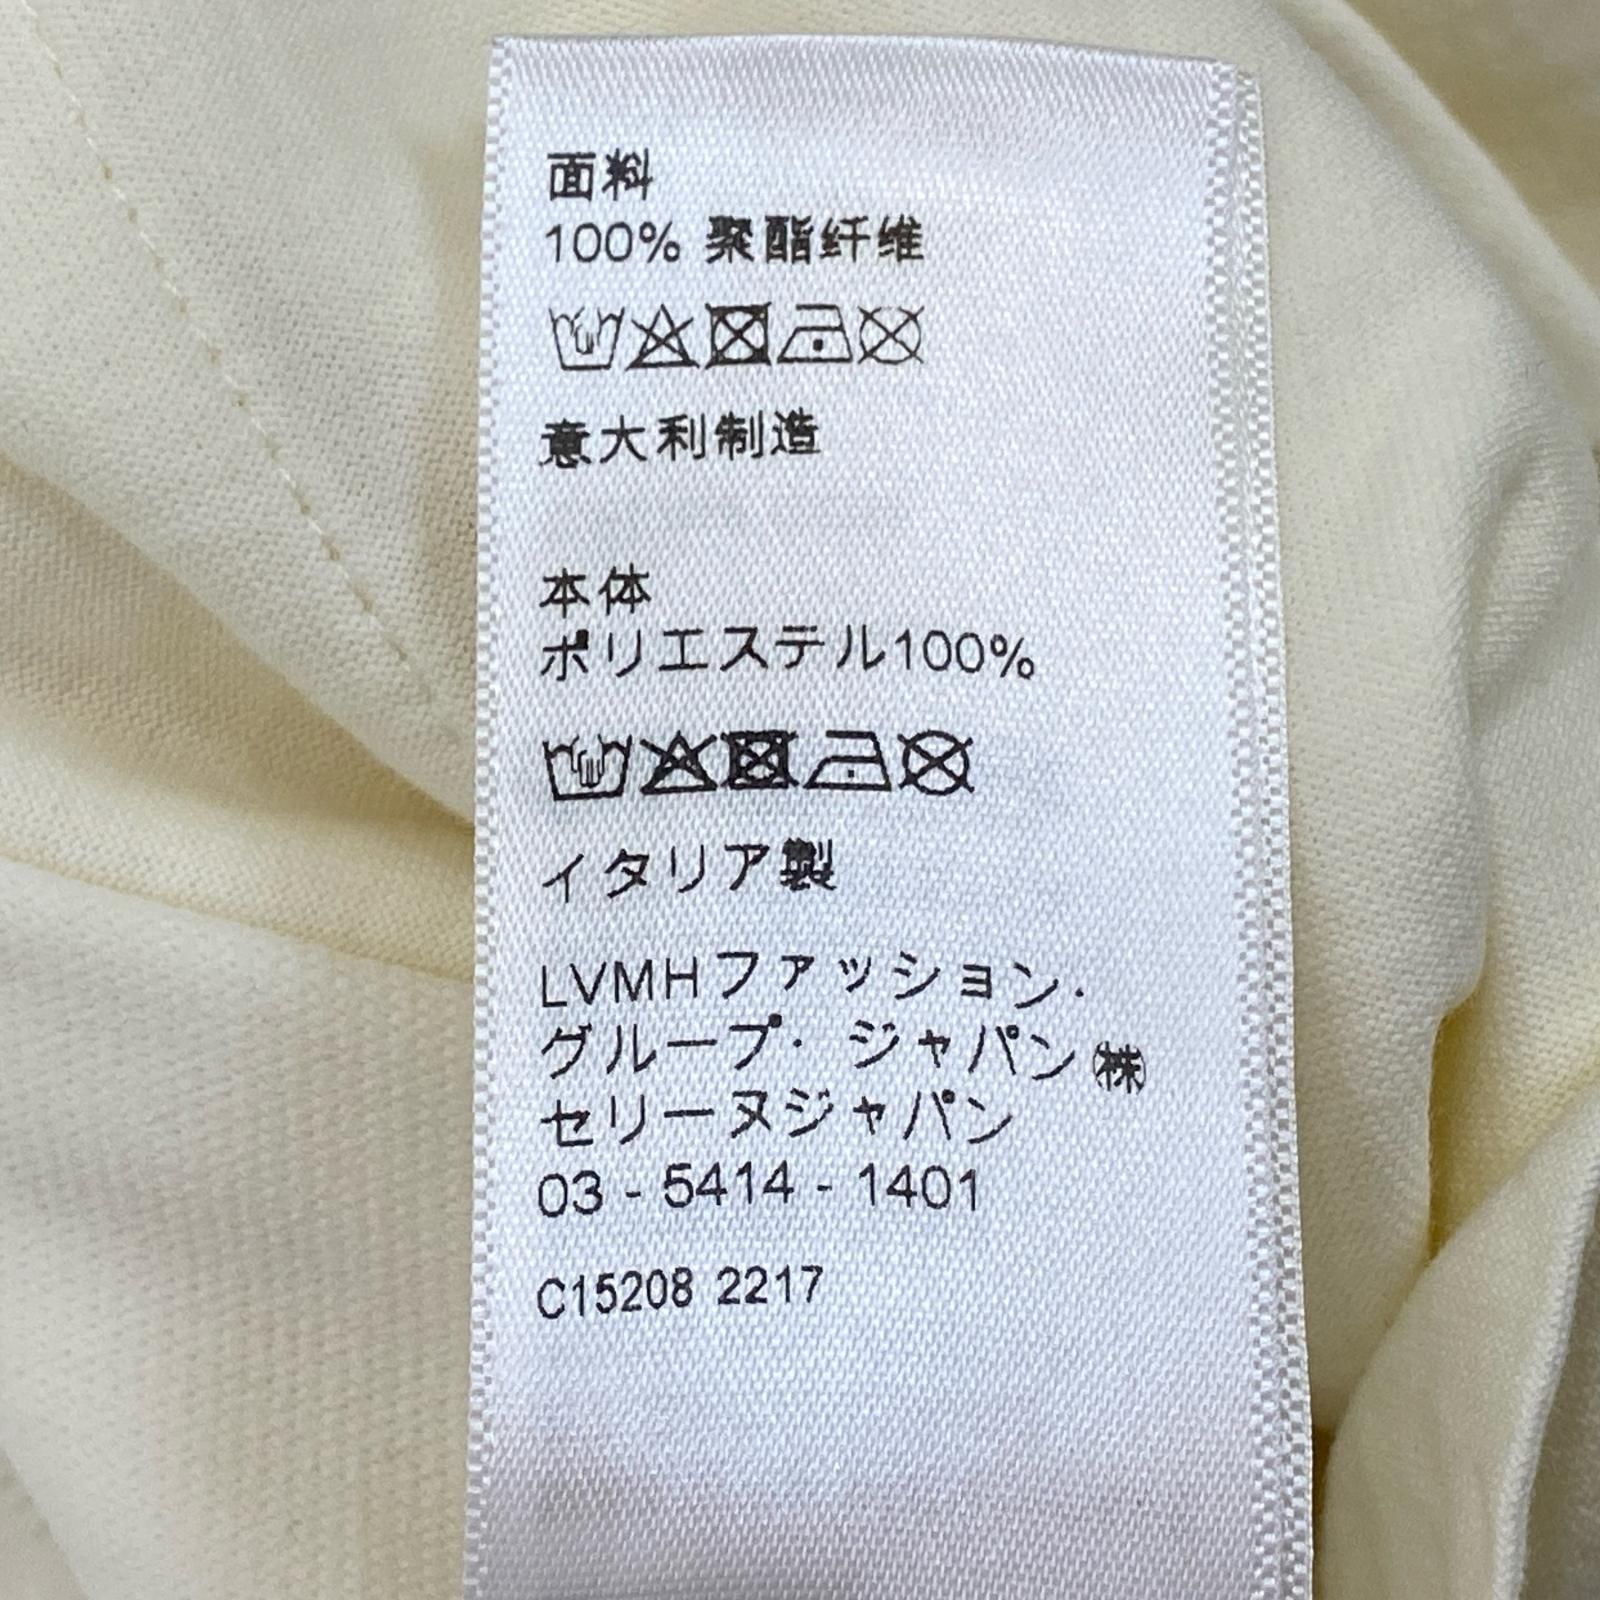 面料
100% 聚酯纤维
意大利制造
本体
ポリエステル100%
イタリア製
LVMHファッション·
グループ· ジャパン㈱
セリーヌジャパン
03 - 5414 - 1401
C15208 2217